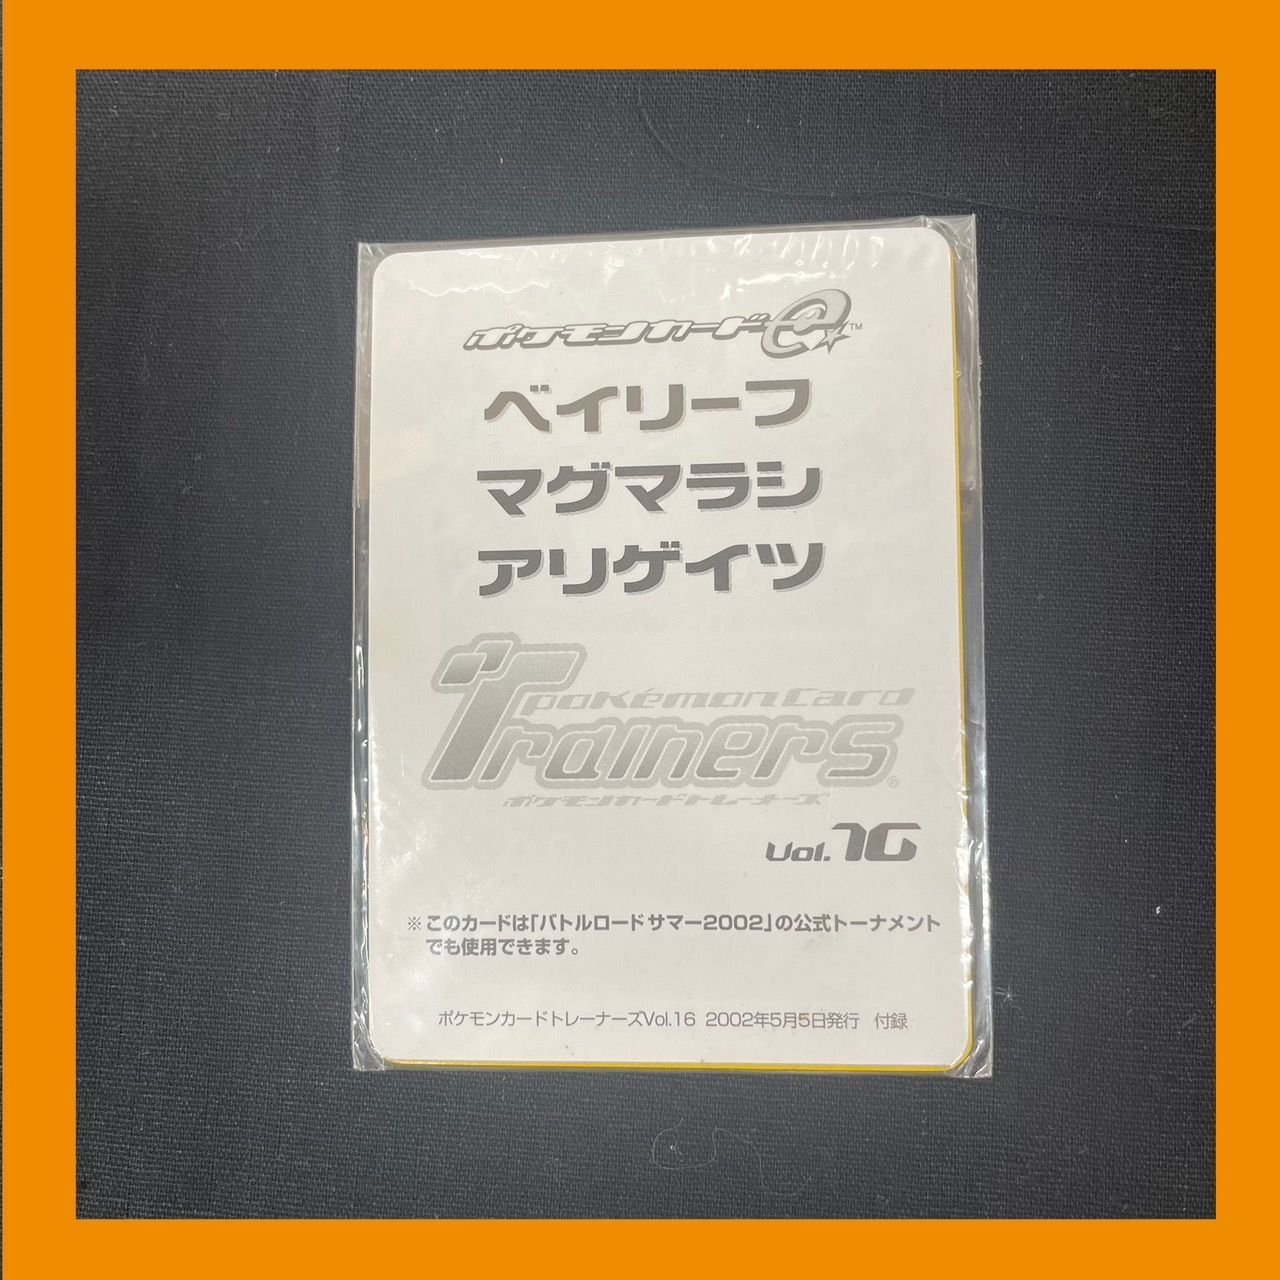 ポケモンカードe™
ベイリーフ
マグマラシ
アリゲイツ
Pokémon Card
Trainers®
ポケモンカードトレーナーズ
Vol.16
※このカードは｢バトルロードサマー2002｣の公式トーナメント
でも使用できます。
ポケモンカードトレーナーズVol.16 2002年5月5日発行 付録